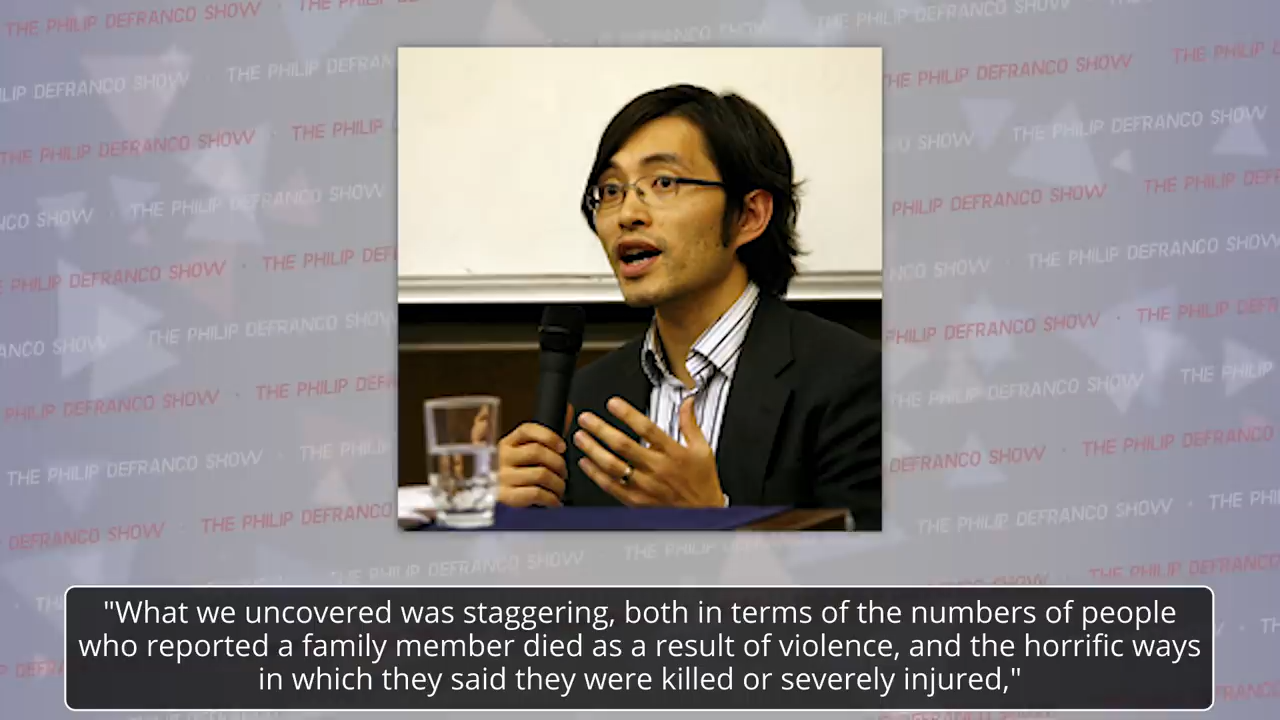 THE PHILIP DEFRANCO SHOW
"What we uncovered was staggering, both in terms of the numbers of people
who reported a family member died as a result of violence, and the horrific ways
in which they said they were killed or severely injured,"